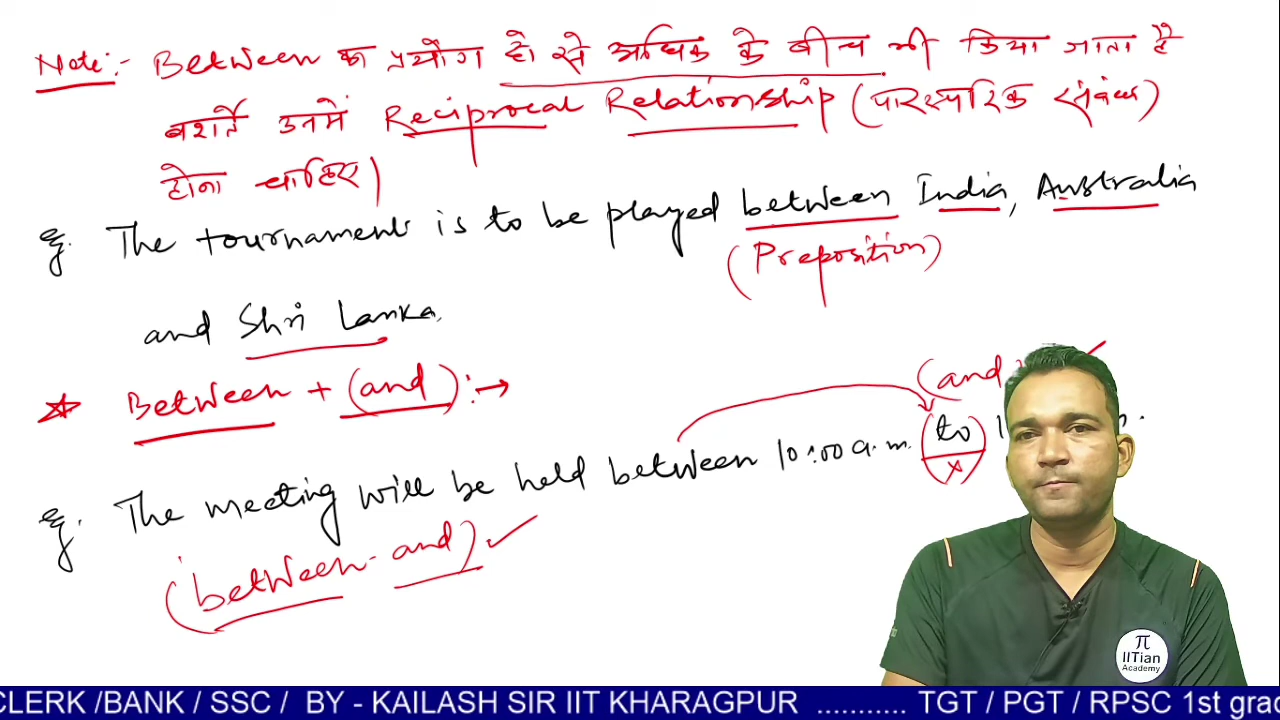 Note:- Between का प्रयोग दो से अधिक के बीच भी किया जाता है
बशर्ते उनमें Reciprocal Relationship (पारस्परिक संबंध)
होना चाहिए।
Eg. The tournament is to be played between India, Australia
(Preposition)
and Shri Lanka.
Between + (and) :→
(and)
Eg. The meeting will be held between 10:00 a.m. (to) 1
(between - and) ✓
π
IITian
Academy
CLERK /BANK / SSC / BY - KAILASH SIR IIT KHARAGPUR ........... TGT / PGT / RPSC 1st grad